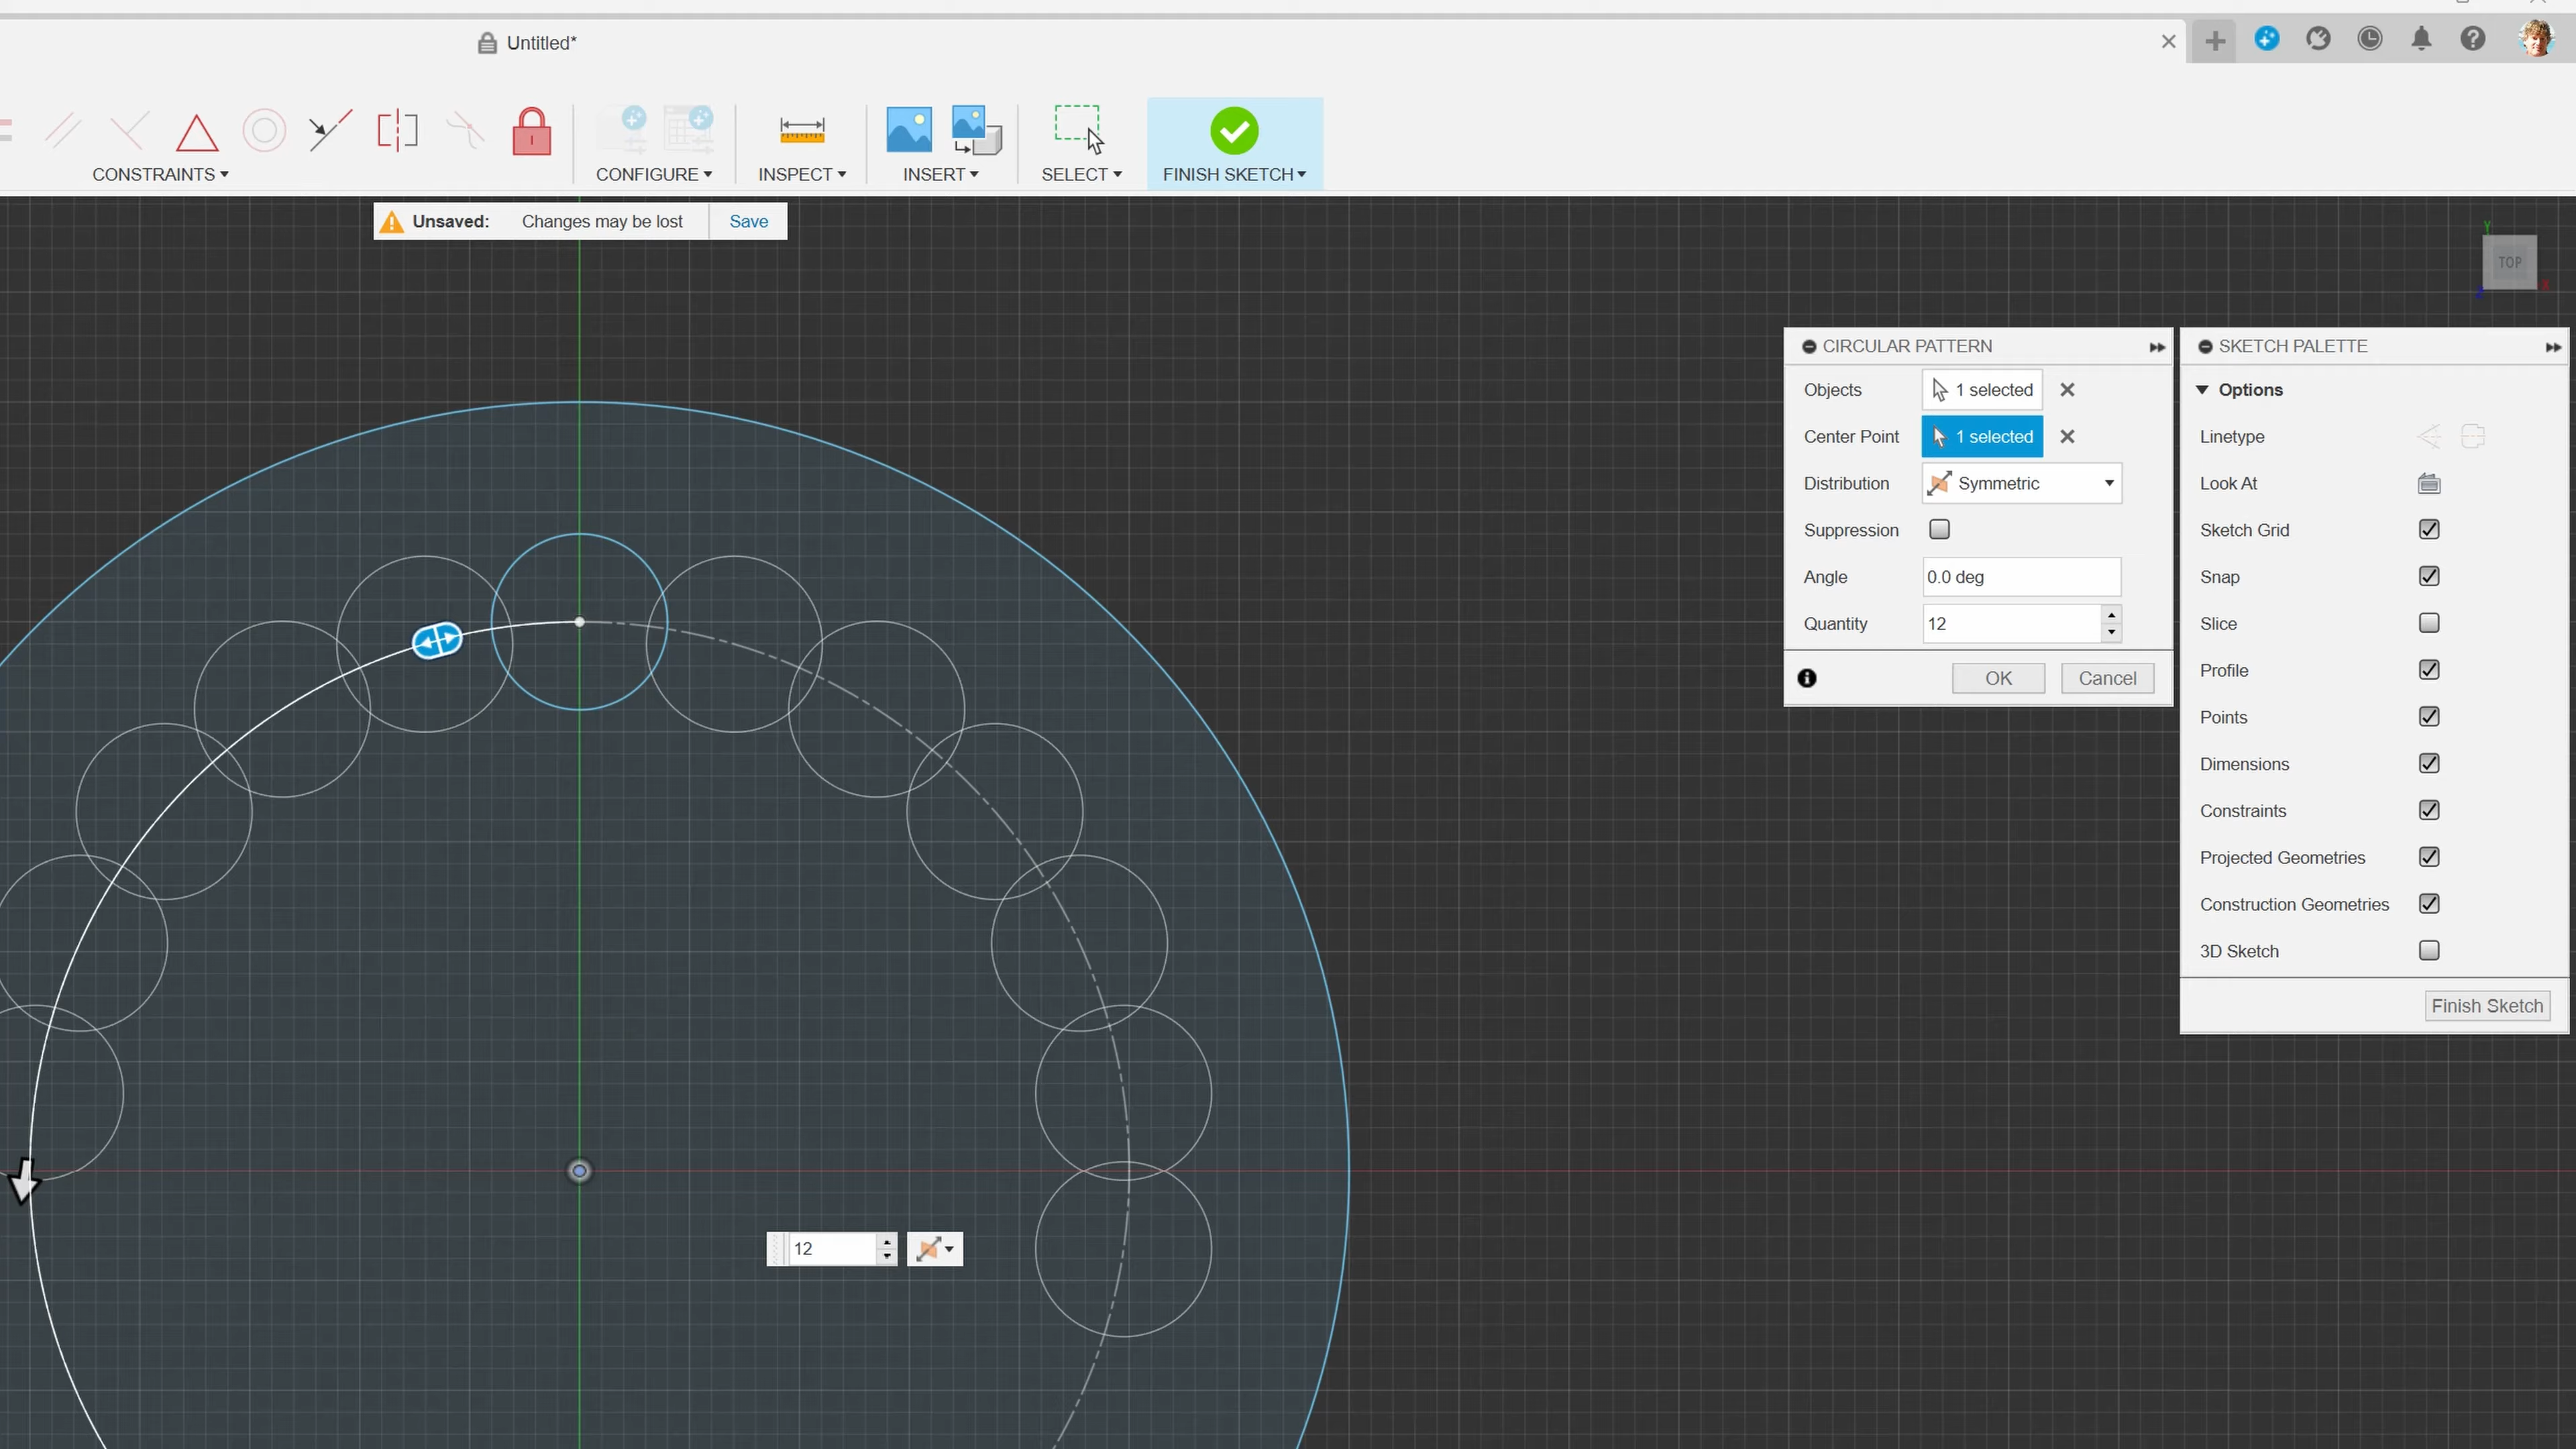 Untitled*
CONSTRAINTS
CONFIGURE
INSPECT
INSERT
SELECT
FINISH SKETCH
Unsaved: Changes may be lost Save
Y
TOP
X
Z
CIRCULAR PATTERN
Objects 1 selected
Center Point 1 selected
Distribution Symmetric
Suppression
Angle 0.0 deg
Quantity 12
OK Cancel
SKETCH PALETTE
Options
Linetype
Look At
Sketch Grid
Snap
Slice
Profile
Points
Dimensions
Constraints
Projected Geometries
Construction Geometries
3D Sketch
Finish Sketch
12